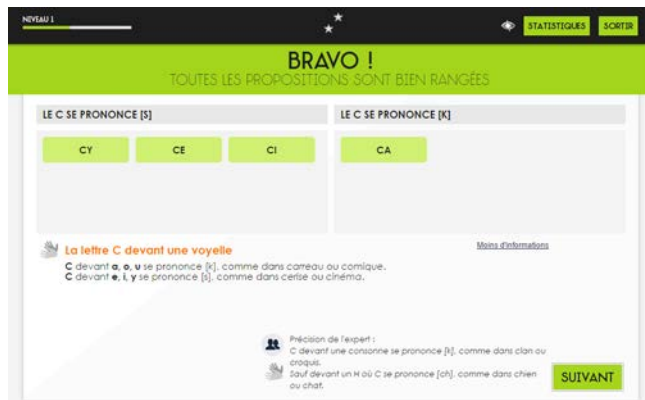 NIVEAU 1
STATISTIQUES
SORTIR
BRAVO !
TOUTES LES PROPOSITIONS SONT BIEN RANGÉES
LE C SE PRONONCE [S]
LE C SE PRONONCE [K]
CY
CE
CI
CA
La lettre C devant une voyelle
Moins d'informations
C devant a, o, u se prononce [k], comme dans carreau ou comique.
C devant e, i, y se prononce [s], comme dans cerise ou cinéma.
Précision de l'expert :
C devant une consonne se prononce [k], comme dans clan ou
croquis.
Sauf devant un H où C se prononce [ch], comme dans chien
ou chat.
SUIVANT